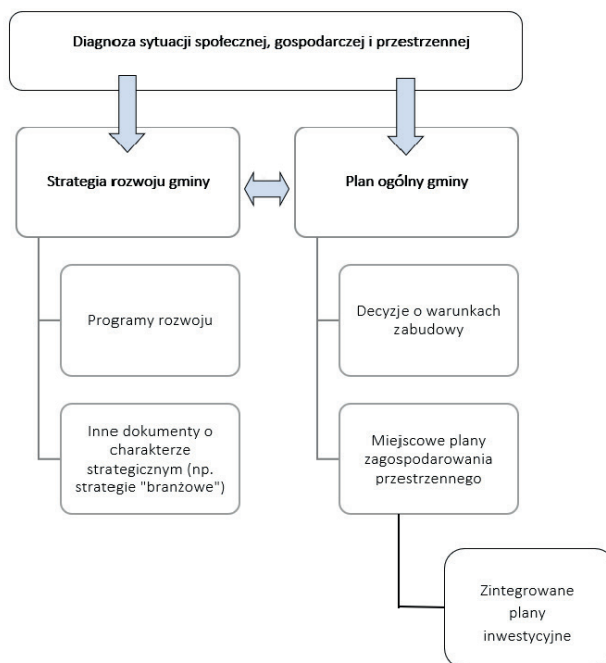 Diagnoza sytuacji społecznej, gospodarczej i przestrzennej
Strategia rozwoju gminy
Plan ogólny gminy
Programy rozwoju
Decyzje o warunkach
zabudowy
Inne dokumenty o
charakterze
strategicznym (np.
strategie "branżowe")
Miejscowe plany
zagospodarowania
przestrzennego
Zintegrowane
plany
inwestycyjne